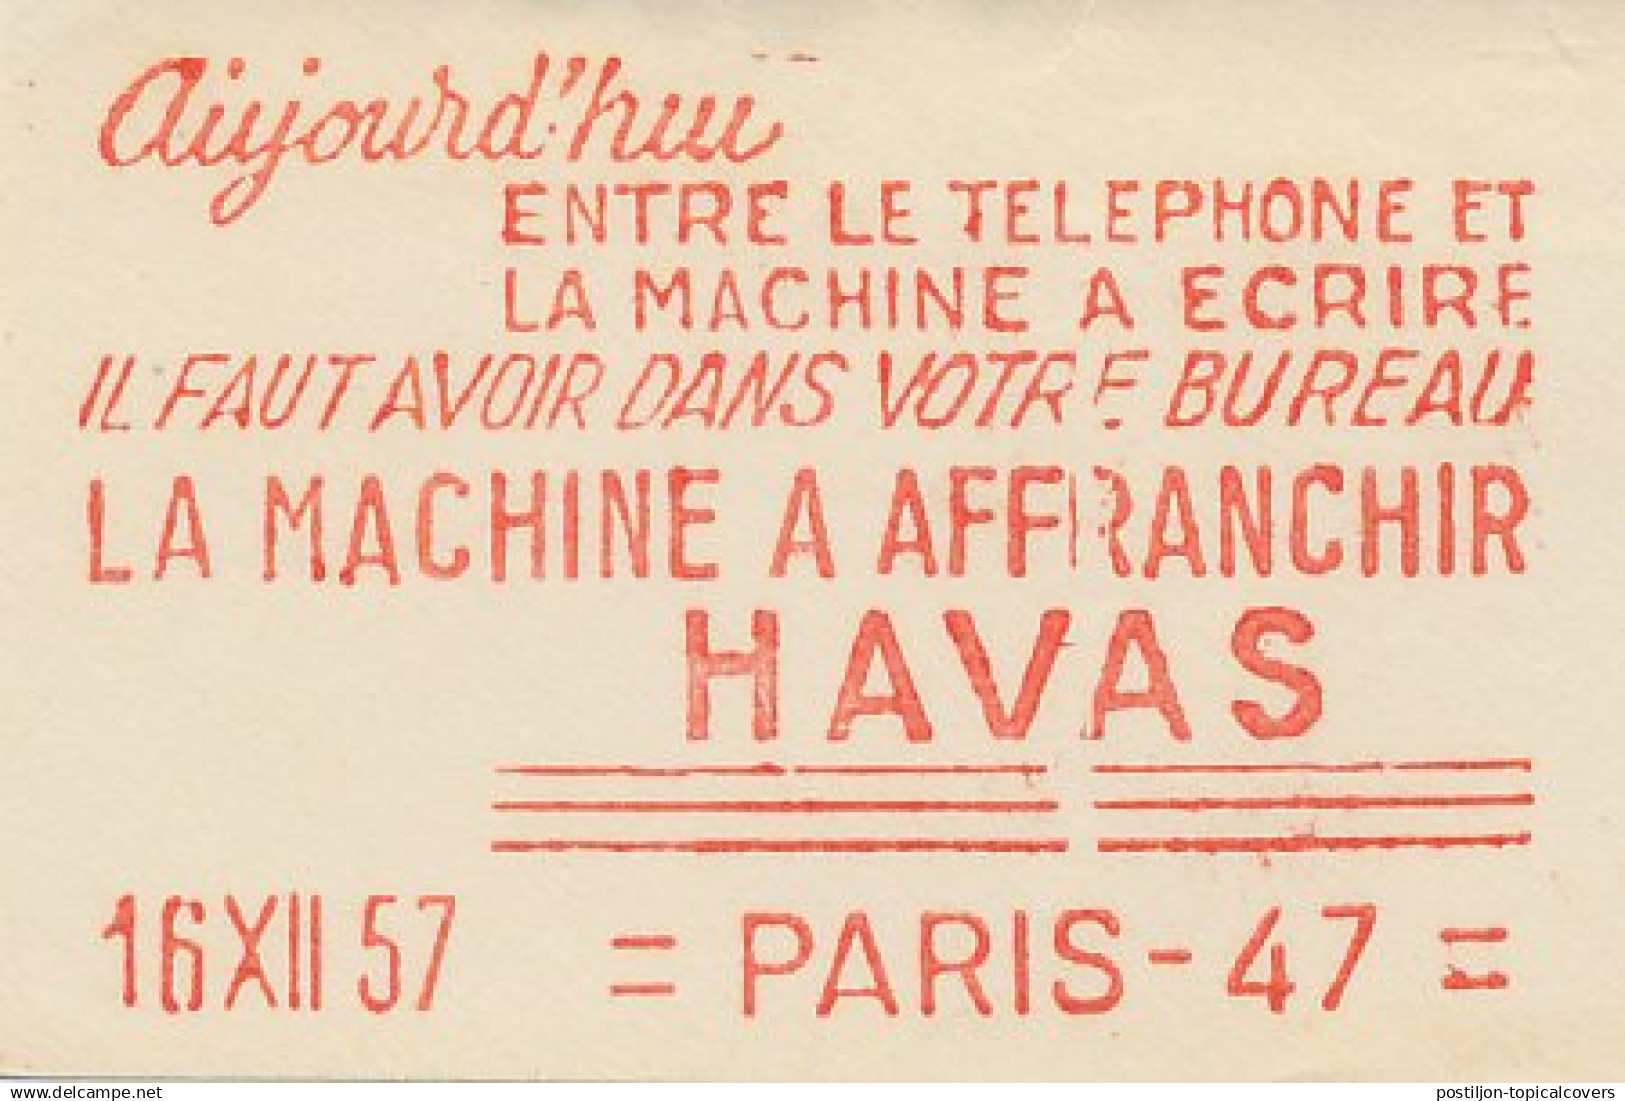 Aujourd'hui
ENTRE LE TELEPHONE ET
LA MACHINE A ECRIRE
IL FAUT AVOIR DANS VOTRE BUREAU
LA MACHINE A AFFRANCHIR
HAVAS
16 XII 57 = PARIS - 47 =
delcampe.net
postiljon-topicalcovers